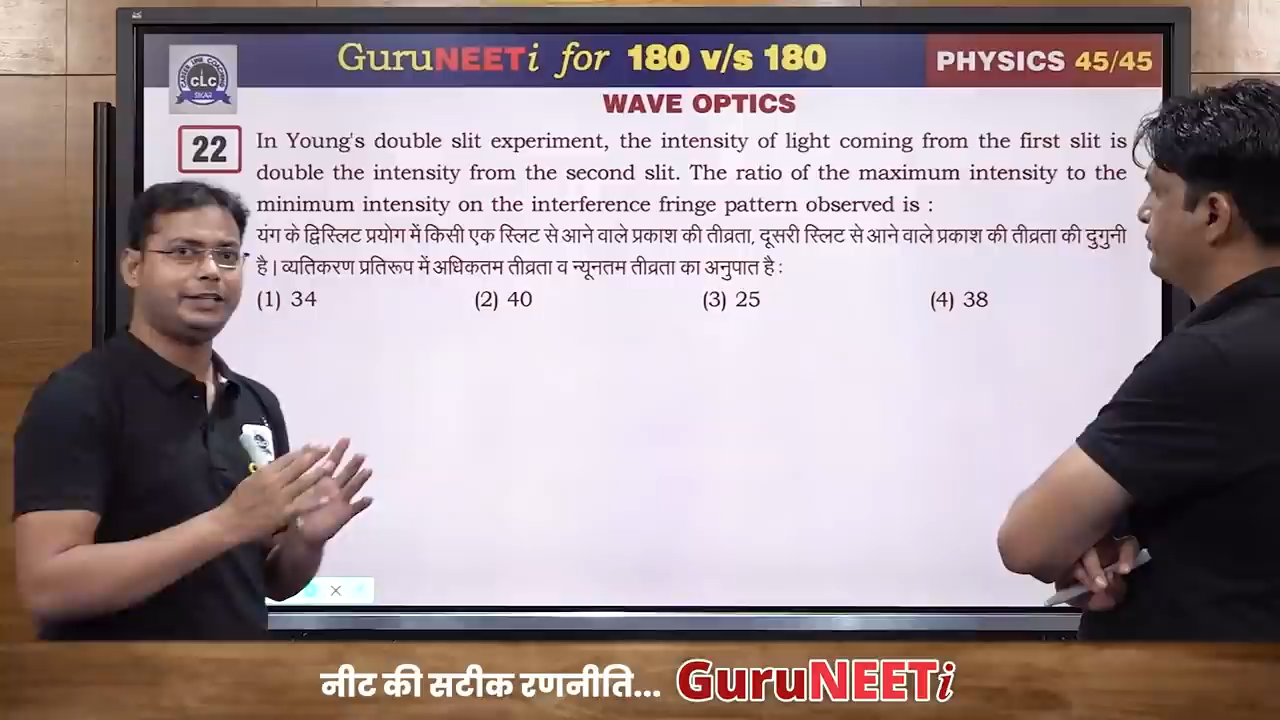 GuruNEETi for 180 v/s 180
PHYSICS 45/45
CLC
SIKAR
WAVE OPTICS
22
In Young's double slit experiment, the intensity of light coming from the first slit is
double the intensity from the second slit. The ratio of the maximum intensity to the
minimum intensity on the interference fringe pattern observed is :
यंग के द्विस्लिट प्रयोग में किसी एक स्लिट से आने वाले प्रकाश की तीव्रता, दूसरी स्लिट से आने वाले प्रकाश की तीव्रता की दुगुनी
है। व्यतिकरण प्रतिरूप में अधिकतम तीव्रता व न्यूनतम तीव्रता का अनुपात है :
(1) 34 (2) 40 (3) 25 (4) 38
नीट की सटीक रणनीति... GuruNEETi